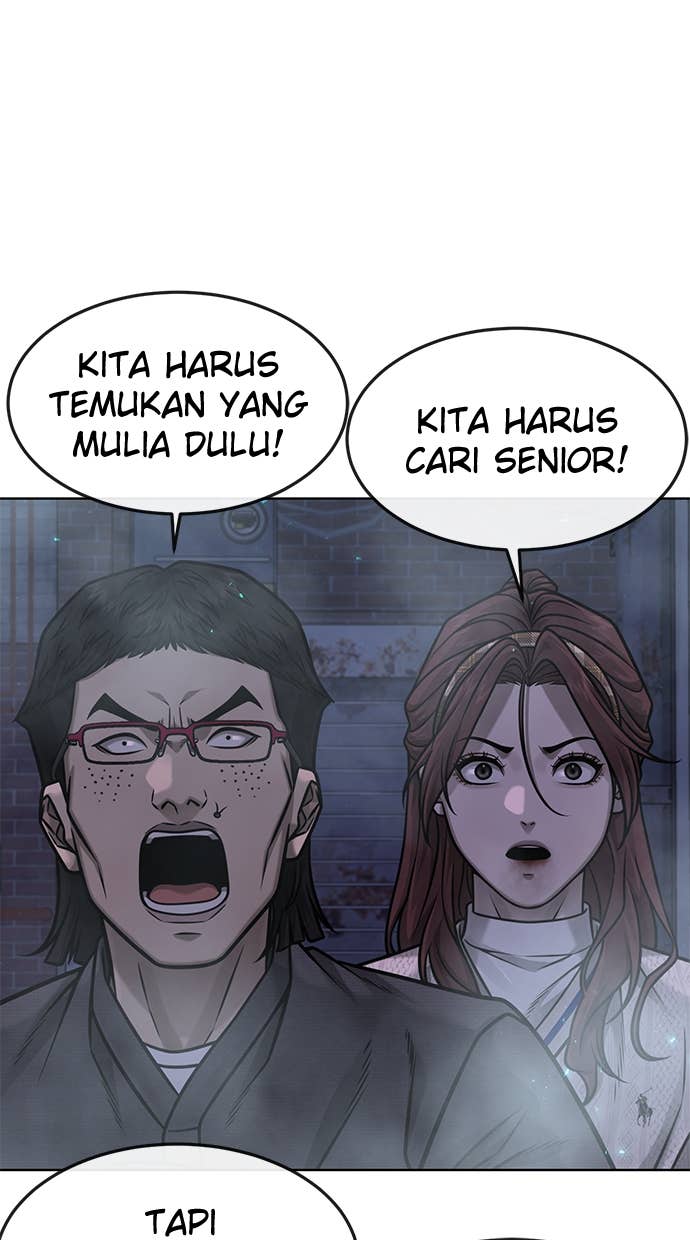 KITA HARUS
TEMUKAN YANG
MULIA DULU!
KITA HARUS
CARI SENIOR!
TAPI